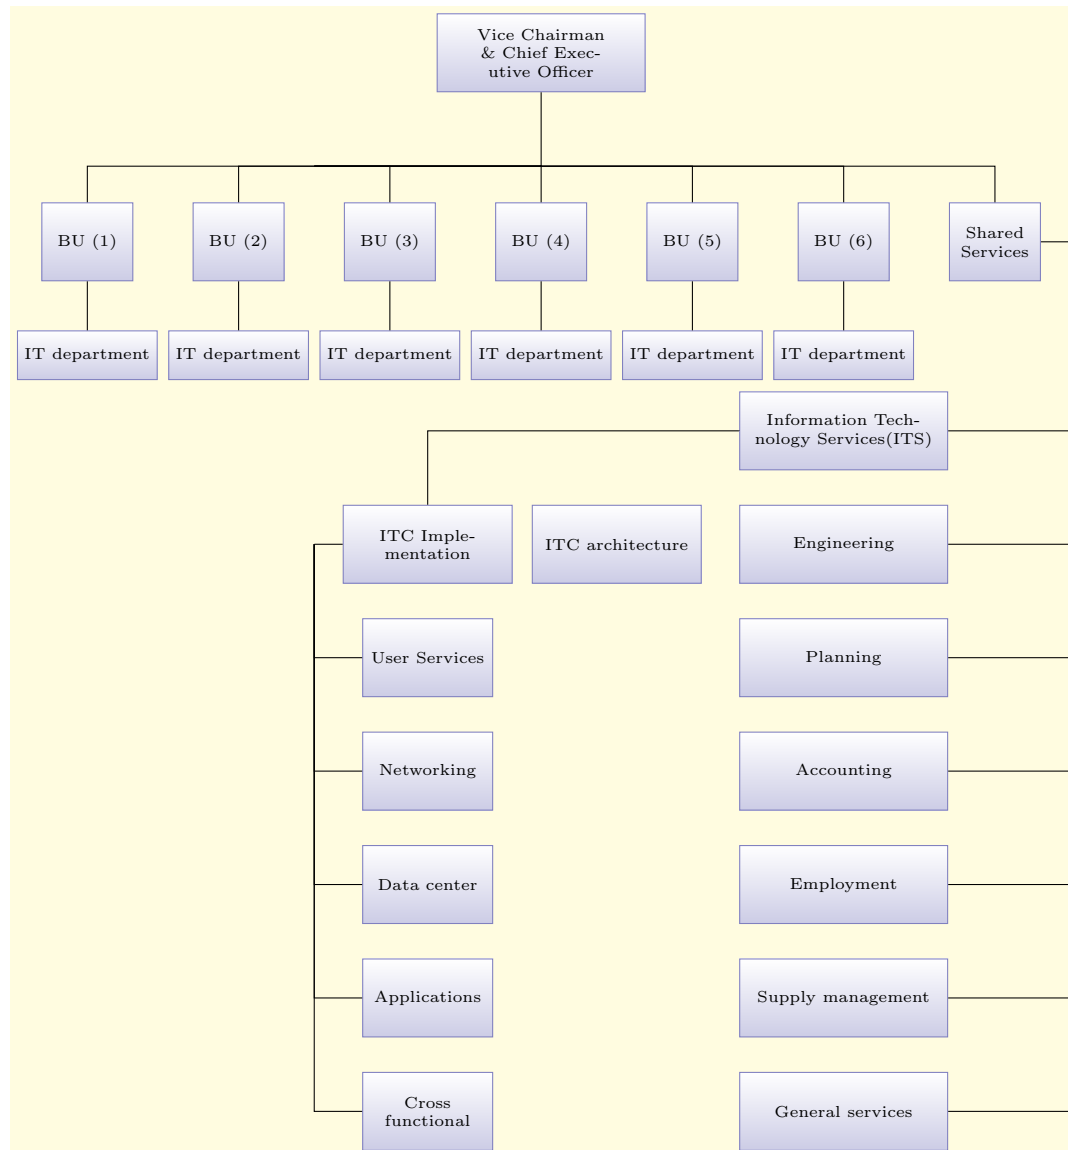 Vice Chairman
& Chief Exec-
utive Officer
BU (1)
BU (2)
BU (3)
BU (4)
BU (5)
BU (6)
Shared
Services
IT department
IT department
IT department
IT department
IT department
IT department
Information Tech-
nology Services(ITS)
ITC Imple-
mentation
ITC architecture
Engineering
User Services
Planning
Networking
Accounting
Data center
Employment
Applications
Supply management
Cross
functional
General services